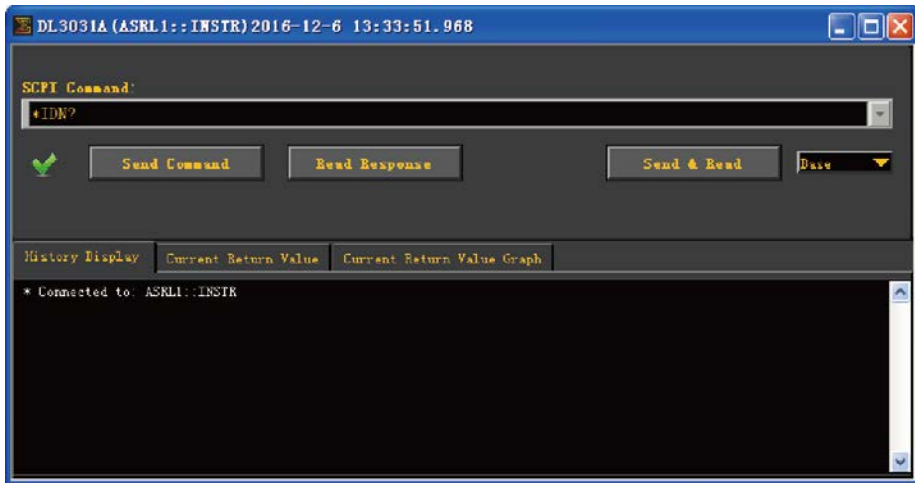 DL3031A (ASRL1::INSTR) 2016-12-6 13:33:51.968
SCPI Command:
*IDN?
Send Command Read Response Send & Read Base
History Display Current Return Value Current Return Value Graph
* Connected to: ASRL1::INSTR